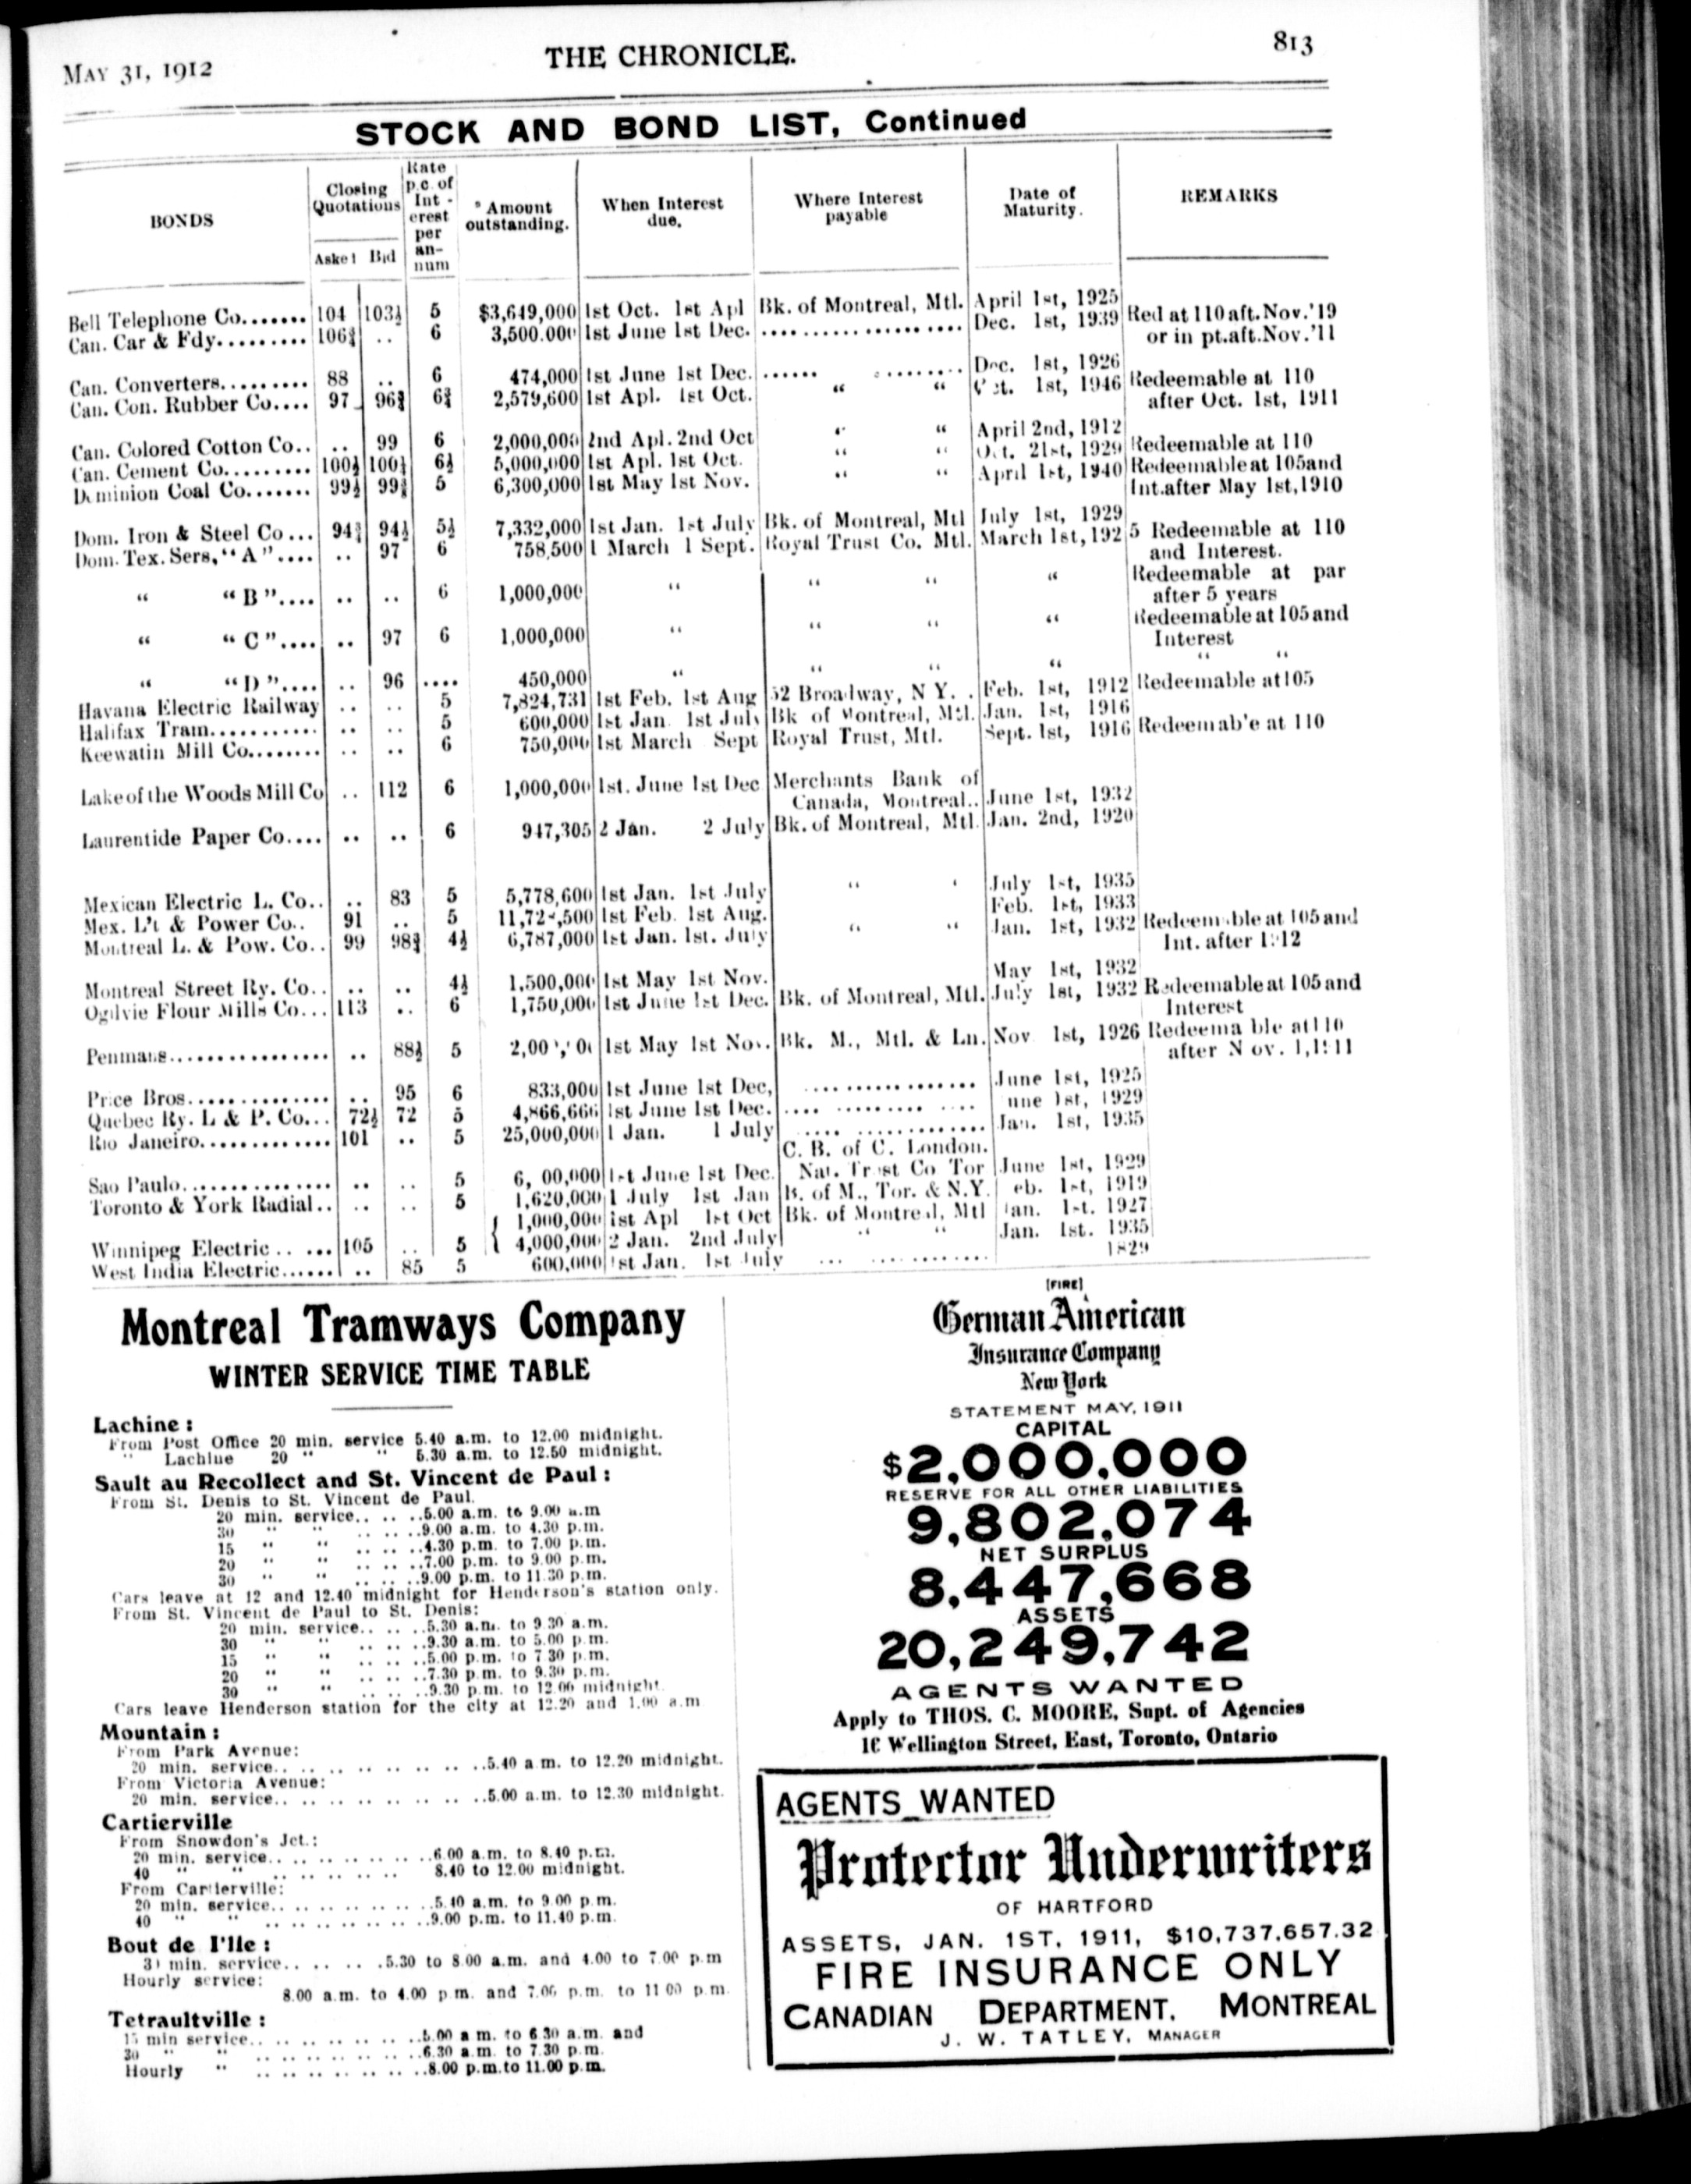 MAY 31, 1912 THE CHRONICLE. 813
STOCK AND BOND LIST, Continued
BONDS Closing Quotations Rate p.c. of Int-erest per an-num * Amount outstanding. When Interest due. Where Interest payable Date of Maturity. REMARKS
Asked Bid
Bell Telephone Co....... 104 103½ 5 $3,649,000 1st Oct. 1st Apl Bk. of Montreal, Mtl. April 1st, 1925
Can. Car & Fdy......... 106¾ .. 6 3,500.000 1st June 1st Dec. .................. Dec. 1st, 1939 Red at 110 aft. Nov.'19
or in pt.aft.Nov.'11
Can. Converters......... 88 .. 6 474,000 1st June 1st Dec. ...... ........ Dec. 1st, 1926
Can. Con. Rubber Co.... 97 96¾ 6¾ 2,579,600 1st Apl. 1st Oct. “ “ Oct. 1st, 1946 Redeemable at 110
after Oct. 1st, 1911
Can. Colored Cotton Co.. .. 99 6 2,000,000 2nd Apl. 2nd Oct “ “ April 2nd, 1912
Can. Cement Co......... 100½ 100¼ 6½ 5,000,000 1st Apl. 1st Oct. “ “ Oct. 21st, 1929 Redeemable at 110
Dominion Coal Co....... 99½ 99¼ 5 6,300,000 1st May 1st Nov. “ “ April 1st, 1940 Redeemable at 105 and
Int.after May 1st,1910
Dom. Iron & Steel Co... 94¾ 94½ 5½ 7,332,000 1st Jan. 1st July Bk. of Montreal, Mtl July 1st, 1929
Dom. Tex. Sers, “A”.... .. 97 6 758,500 1 March 1 Sept. Royal Trust Co. Mtl. March 1st, 1925 Redeemable at 110
and Interest.
“ “B”.... .. .. 6 1,000,000 “ “ “ “ Redeemable at par
after 5 years
“ “C”.... .. 97 6 1,000,000 “ “ “ “ Redeemable at 105 and
Interest
“ “D”.... .. 96 .... 450,000 “ “ “ “ “ “
Havana Electric Railway .. .. 5 7,824,731 1st Feb. 1st Aug 52 Broadway, N Y. . Feb. 1st, 1912 Redeemable at 105
Halifax Tram........... .. .. 5 600,000 1st Jan. 1st July Bk of Montreal, Mtl. Jan. 1st, 1916
Keewatin Mill Co........ .. .. 6 750,000 1st March Sept Royal Trust, Mtl. Sept. 1st, 1916 Redeemab'e at 110
Lake of the Woods Mill Co .. 112 6 1,000,000 1st. June 1st Dec Merchants Bank of
Canada, Montreal.. June 1st, 1932
Laurentide Paper Co.... .. .. 6 947,305 2 Jan. 2 July Bk. of Montreal, Mtl. Jan. 2nd, 1920
Mexican Electric L. Co.. .. 83 5 5,778,600 1st Jan. 1st July “ “ July 1st, 1935
Mex. L't & Power Co.. 91 .. 5 11,72 ,500 1st Feb. 1st Aug. Feb. 1st, 1933
Montreal L. & Pow. Co.. 99 98¾ 4½ 6,787,000 1st Jan. 1st. July “ “ Jan. 1st, 1932 Redeemable at 105 and
Int. after 1912
Montreal Street Ry. Co.. .. .. 4½ 1,500,000 1st May 1st Nov. May 1st, 1932
Ogilvie Flour Mills Co... 113 .. 6 1,750,000 1st June 1st Dec. Bk. of Montreal, Mtl. July 1st, 1932 Redeemable at 105 and
Interest
Penmans................ .. 88½ 5 1st May 1st Nov. Bk. M., Mtl. & Ln. Nov 1st, 1926 Redeema ble at 110
after Nov. 1,1911
Price Bros.............. .. 95 6 833,000 1st June 1st Dec, ................. June 1st, 1925
Quebec Ry. L & P. Co... 72½ 72 5 4,866,666 1st June 1st Dec. .... ......... .... une 1st, 1929
Rio Janeiro............. 101 .. 5 25,000,000 1 Jan. 1 July .... ............. Jan. 1st, 1935
C. B. of C. London.
Sao Paulo............... .. .. 5 6, 00,000 1st June 1st Dec. Nat. Trust Co Tor June 1st, 1929
Toronto & York Radial.. .. .. 5 1,620,000 1 July 1st Jan B. of M., Tor. & N.Y. eb. 1st, 1919
1,000,000 1st Apl 1st Oct Bk. of Montreal, Mtl Jan. 1st. 1927
Winnipeg Electric .. ... 105 .. 5 4,000,000 2 Jan. 2nd July “ “ Jan. 1st. 1935
West India Electric...... .. 85 5 600,000 1st Jan. 1st July ... ............ 1829
Montreal Tramways Company
WINTER SERVICE TIME TABLE
Lachine :
From Post Office 20 min. service 5.40 a.m. to 12.00 midnight.
“ Lachine 20 “ “ 5.30 a.m. to 12.50 midnight.
Sault au Recollect and St. Vincent de Paul :
From St. Denis to St. Vincent de Paul.
20 min. service.. .. ..5.00 a.m. to 9.00 a.m
30 “ “ .. .. ..9.00 a.m. to 4.30 p.m.
15 “ “ .. .. ..4.30 p.m. to 7.00 p.m.
20 “ “ .. .. ..7.00 p.m. to 9.00 p.m.
30 “ “ .. .. ..9.00 p.m. to 11.30 p.m.
Cars leave at 12 and 12.40 midnight for Henderson's station only.
From St. Vincent de Paul to St. Denis:
20 min. service.. .. ..5.30 a.m. to 9.30 a.m.
30 “ “ .. .. ..9.30 a.m. to 5.00 p.m.
15 “ “ .. .. ..5.00 p.m. to 7 30 p.m.
20 “ “ .. .. ..7.30 p.m. to 9.30 p.m.
30 “ “ .. .. ..9.30 p.m. to 12.00 midnight.
Cars leave Henderson station for the city at 12.20 and 1.00 a.m
Mountain :
From Park Avenue:
20 min. service.. .. .. .. .. .. .. ..5.40 a m. to 12.20 midnight.
From Victoria Avenue:
20 min. service.. .. .. .. .. .. .. ..5.00 a.m. to 12.30 midnight.
Cartierville
From Snowdon's Jct.:
20 min. service.. .. .. .. .. .. ..6.00 a.m. to 8.40 p.m.
40 “ “ .. .. .. .. .. 8.40 to 12.00 midnight.
From Cartierville:
20 min. service.. .. .. .. .. .. ..5.40 a.m. to 9.00 p.m.
40 “ “ .. .. .. .. .. .. ..9.00 p.m. to 11.40 p.m.
Bout de l'Ile :
30 min. service.. .. .. .. .5.30 to 8.00 a.m. and 4.00 to 7.00 p.m
Hourly service:
8.00 a.m. to 4.00 p.m. and 7.00 p.m. to 11 00 p.m.
Tetraultville :
15 min service.. .. .. .. .. .. ..5.00 a m. to 6.30 a.m. and
30 “ “ .. .. .. .. .. .. ..6.30 a.m. to 7.30 p.m.
Hourly “ .. .. .. .. .. .. ..8.00 p.m.to 11.00 p.m.
[FIRE]
German American
Insurance Company
New York
STATEMENT MAY, 1911
CAPITAL
$2,000,000
RESERVE FOR ALL OTHER LIABILITIES
9,802,074
NET SURPLUS
8,447,668
ASSETS
20,249,742
AGENTS WANTED
Apply to THOS. C. MOORE, Supt. of Agencies
16 Wellington Street, East, Toronto, Ontario
AGENTS WANTED
Protector Underwriters
OF HARTFORD
ASSETS, JAN. 1ST, 1911, $10,737,657.32
FIRE INSURANCE ONLY
CANADIAN DEPARTMENT, MONTREAL
J. W. TATLEY, MANAGER